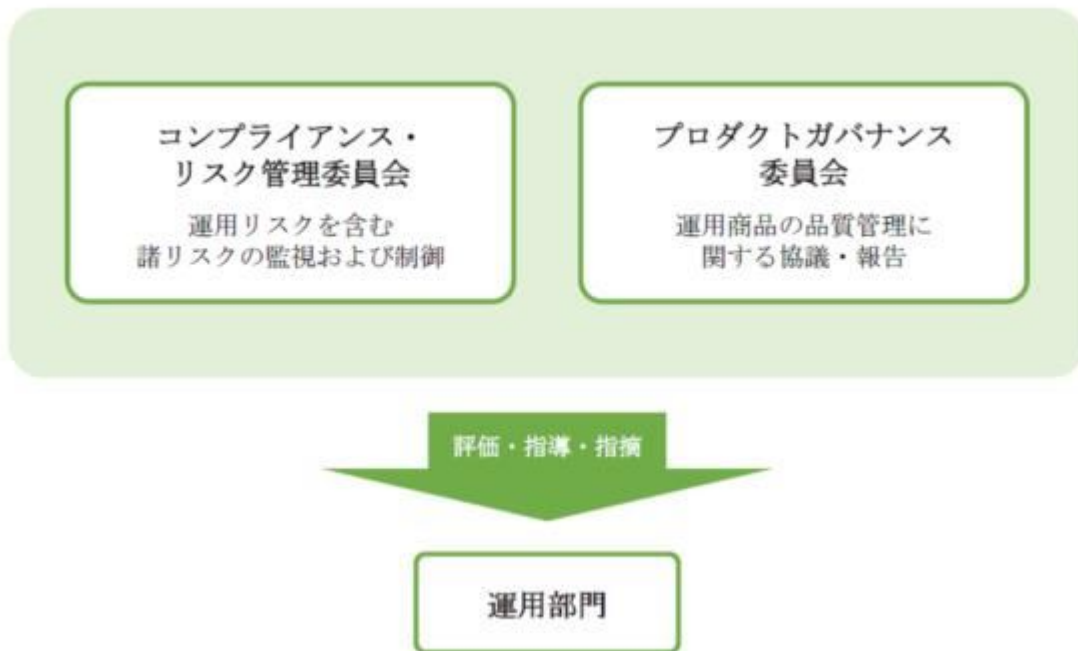 コンプライアンス・
リスク管理委員会
運用リスクを含む
諸リスクの監視および制御
プロダクトガバナンス
委員会
運用商品の品質管理に
関する協議・報告
評価・指導・指摘
運用部門